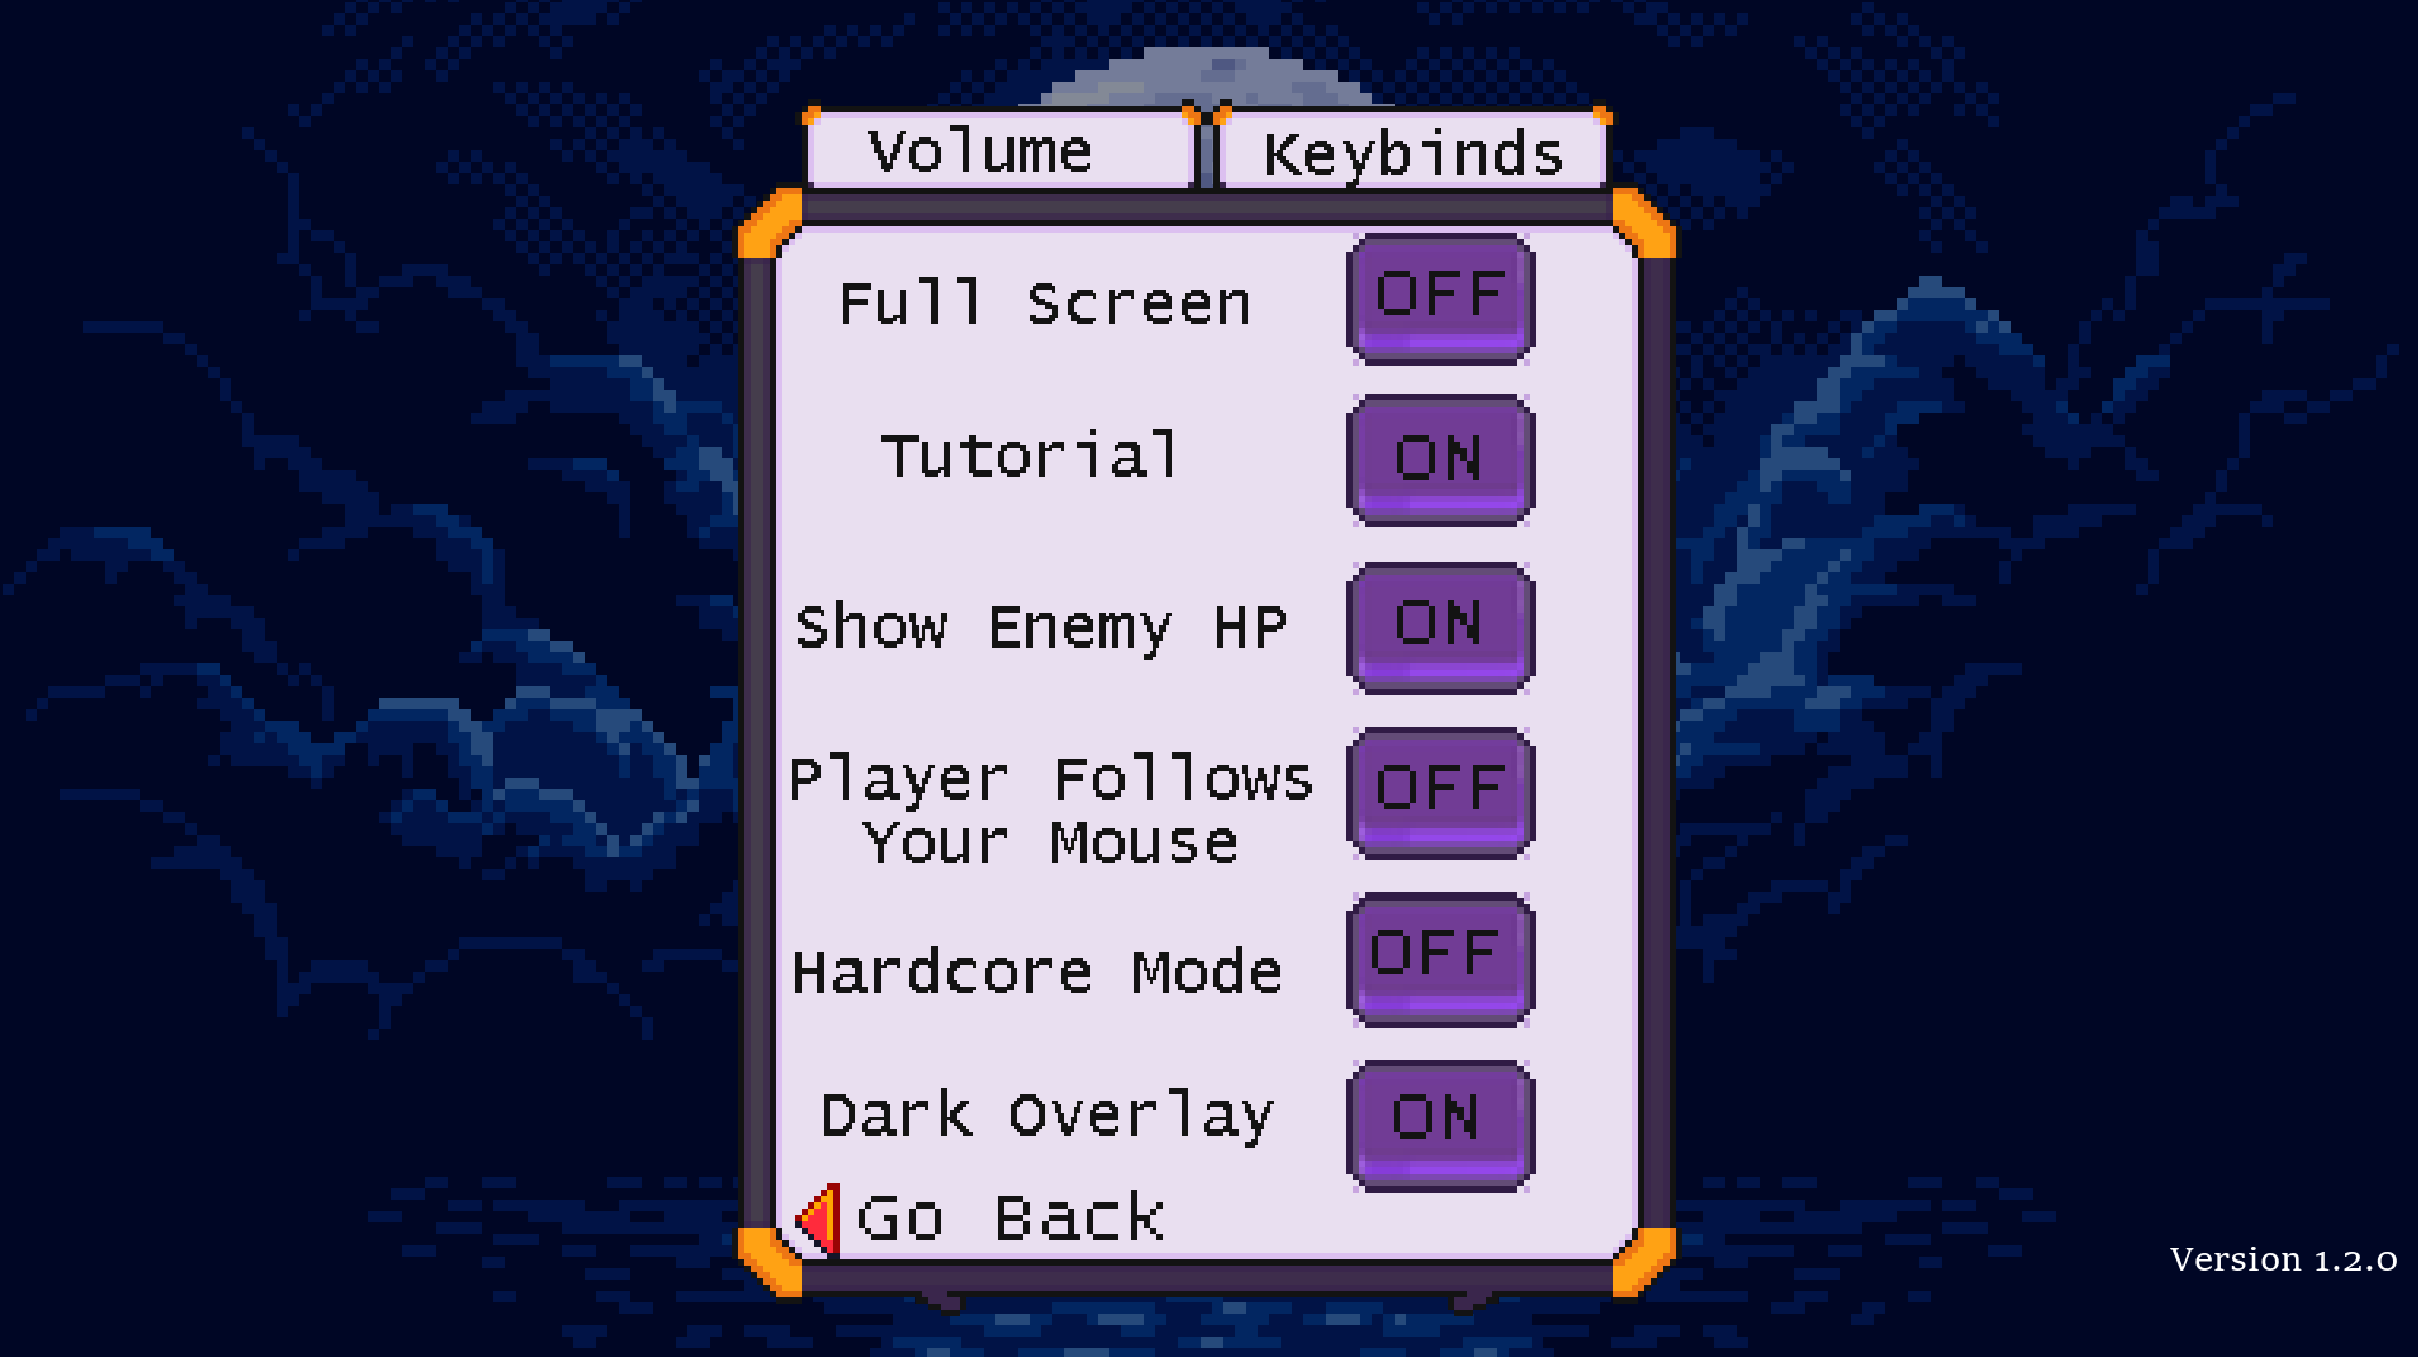 Volume
Keybinds
Full Screen
OFF
Tutorial
ON
Show Enemy HP
ON
Player Follows
Your Mouse
OFF
Hardcore Mode
OFF
Dark Overlay
ON
Go Back
Version 1.2.0